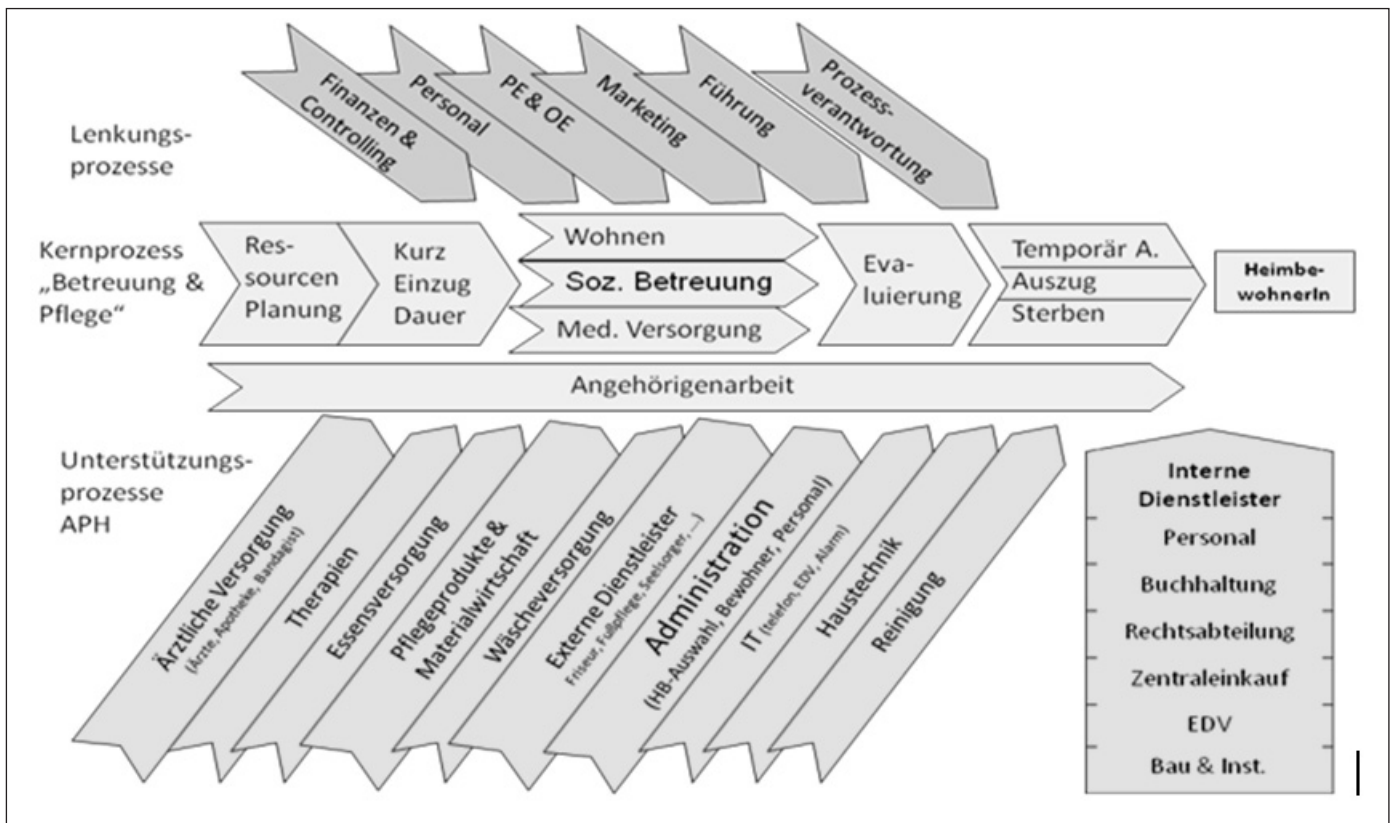 Lenkungs-
prozesse
Finanzen &
Controlling
Personal
PE & OE
Marketing
Führung
Prozess-
verantwortung
Kernprozess
„Betreuung &
Pflege“
Res-
sourcen
Planung
Kurz
Einzug
Dauer
Wohnen
Soz. Betreuung
Med. Versorgung
Eva-
luierung
Temporär A.
Auszug
Sterben
Heimbe-
wohnerIn
Angehörigenarbeit
Unterstützungs-
prozesse
APH
Ärztliche Versorgung
(Ärzte, Apotheke, Bandagist)
Therapien
Essensversorgung
Pflegeprodukte &
Materialwirtschaft
Wäscheversorgung
Externe Dienstleister
Friseur, Fußpflege, Seelsorger, ...)
Administration
(HB-Auswahl, Bewohner, Personal)
IT (telefon, EDV, Alarm)
Haustechnik
Reinigung
Interne
Dienstleister
Personal
Buchhaltung
Rechtsabteilung
Zentraleinkauf
EDV
Bau & Inst.